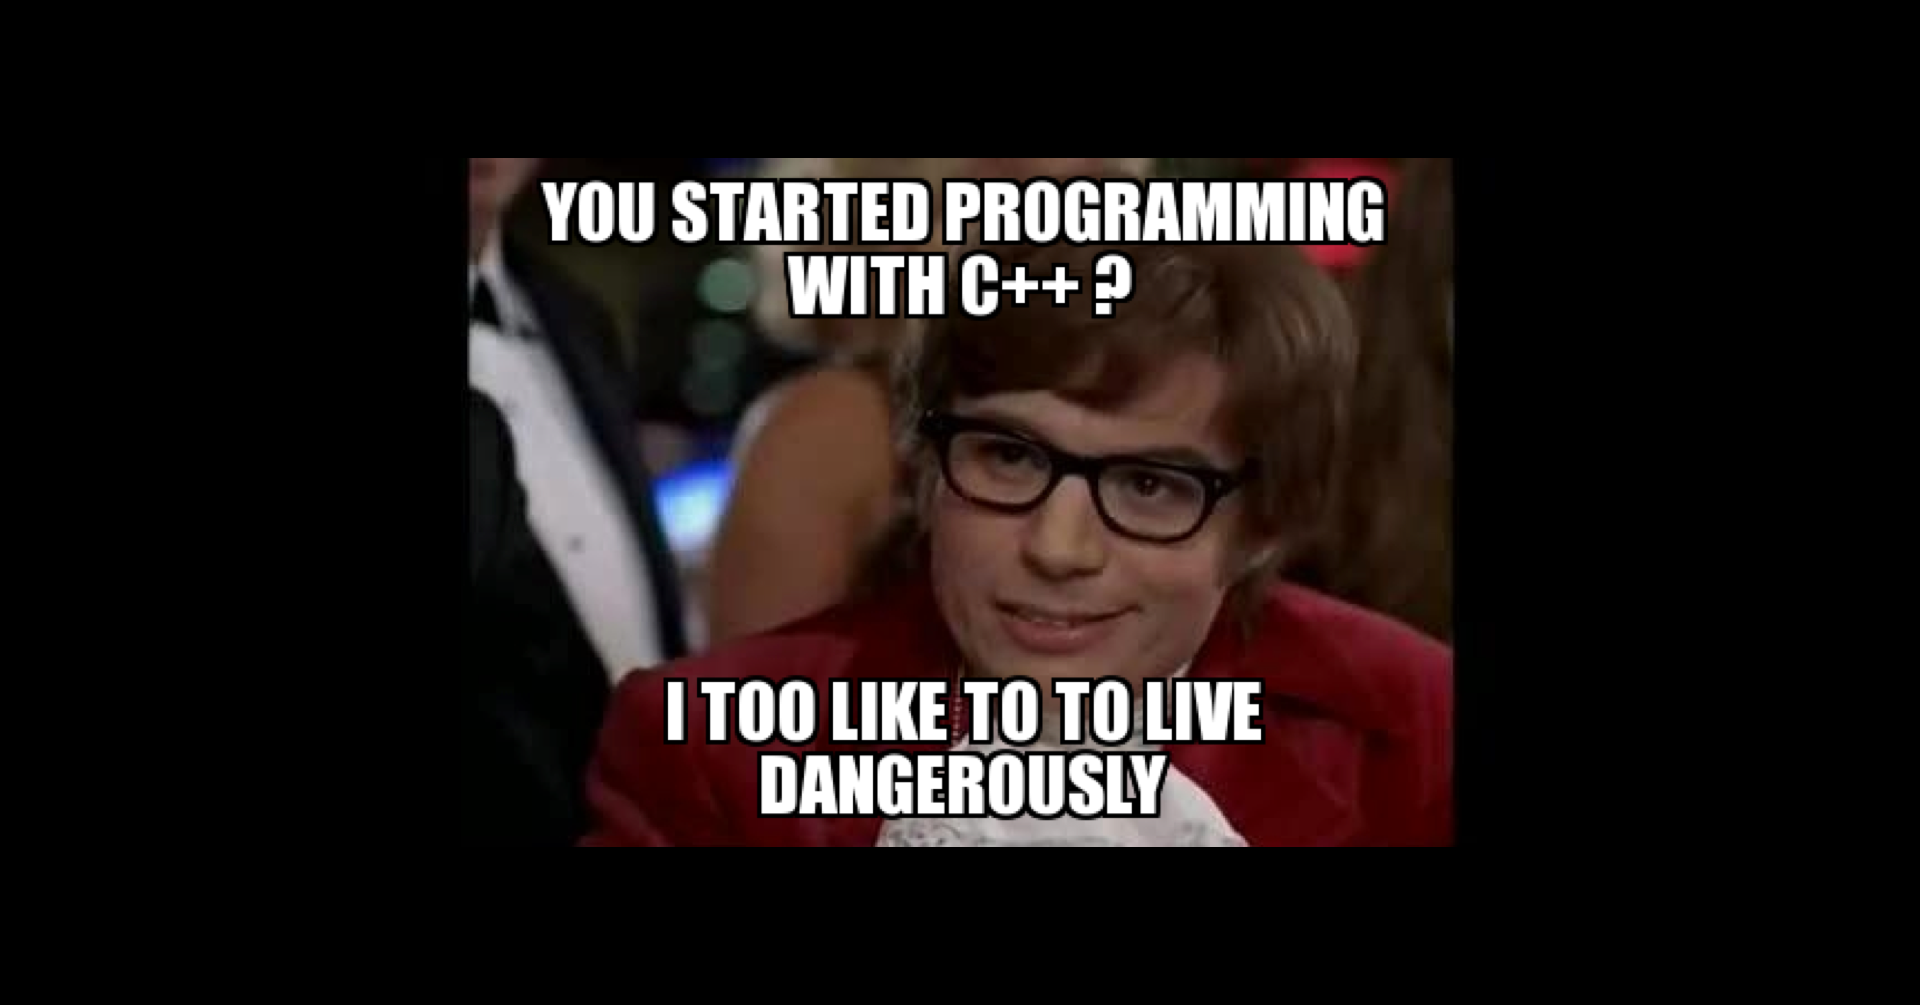 YOU STARTED PROGRAMMING
WITH C++ ?
I TOO LIKE TO TO LIVE
DANGEROUSLY